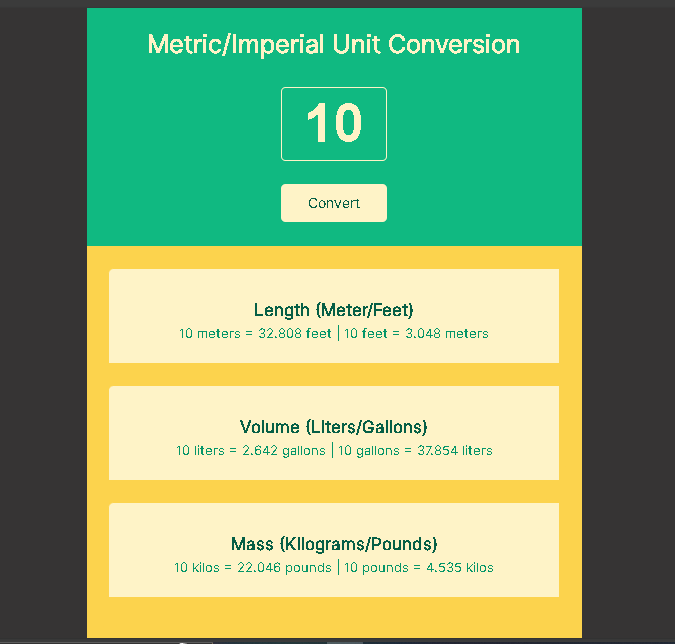 Metric/Imperial Unit Conversion
10
Convert
Length (Meter/Feet)
10 meters = 32.808 feet | 10 feet = 3.048 meters
Volume (Liters/Gallons)
10 liters = 2.642 gallons | 10 gallons = 37.854 liters
Mass (Kilograms/Pounds)
10 kilos = 22.046 pounds | 10 pounds = 4.535 kilos